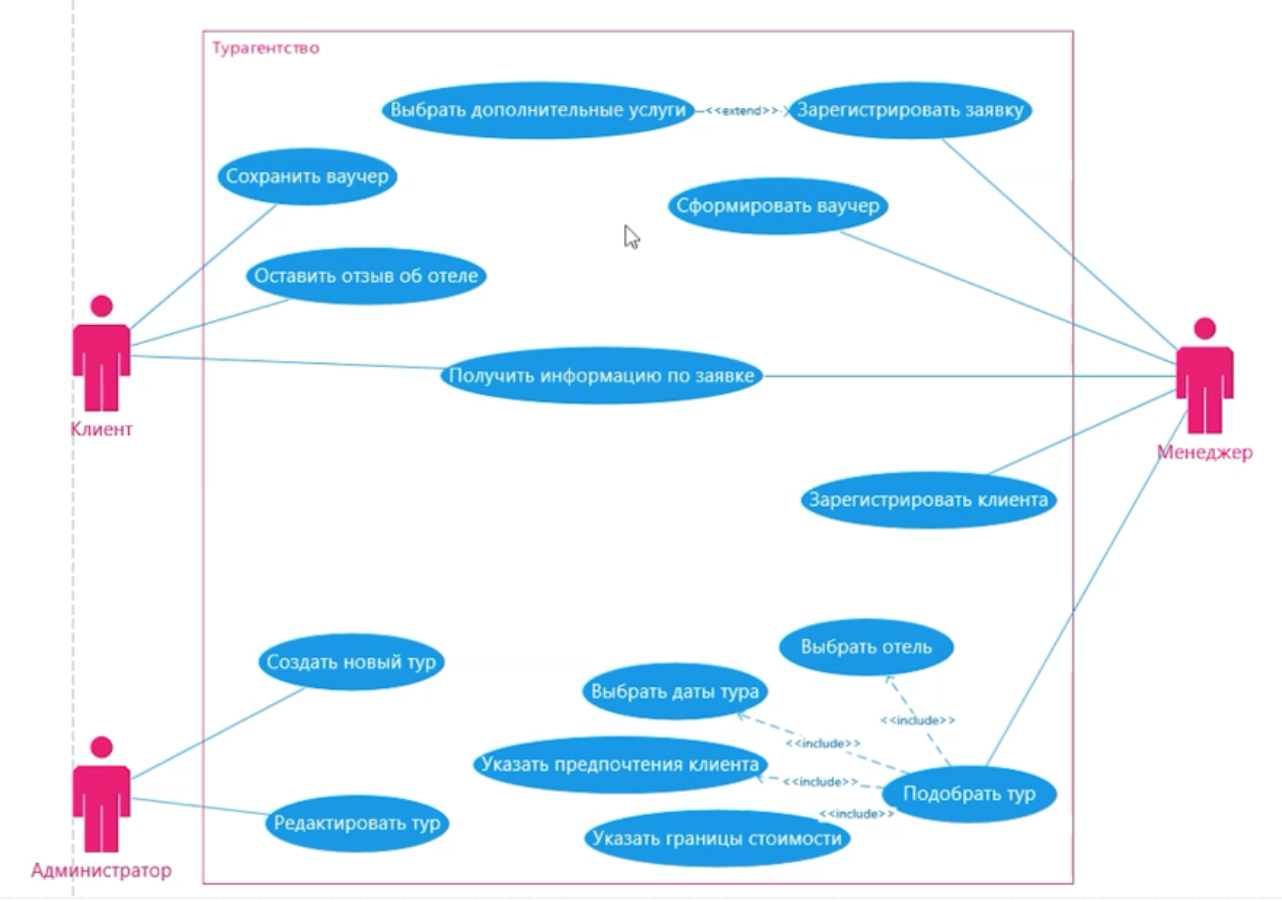 Турагентство
Выбрать дополнительные услуги
<<extend>>
Зарегистрировать заявку
Сохранить ваучер
Сформировать ваучер
Оставить отзыв об отеле
Получить информацию по заявке
Клиент
Менеджер
Зарегистрировать клиента
Выбрать отель
Создать новый тур
Выбрать даты тура
<<include>>
<<include>>
Указать предпочтения клиента
<<include>>
Подобрать тур
<<include>>
Редактировать тур
Указать границы стоимости
Администратор